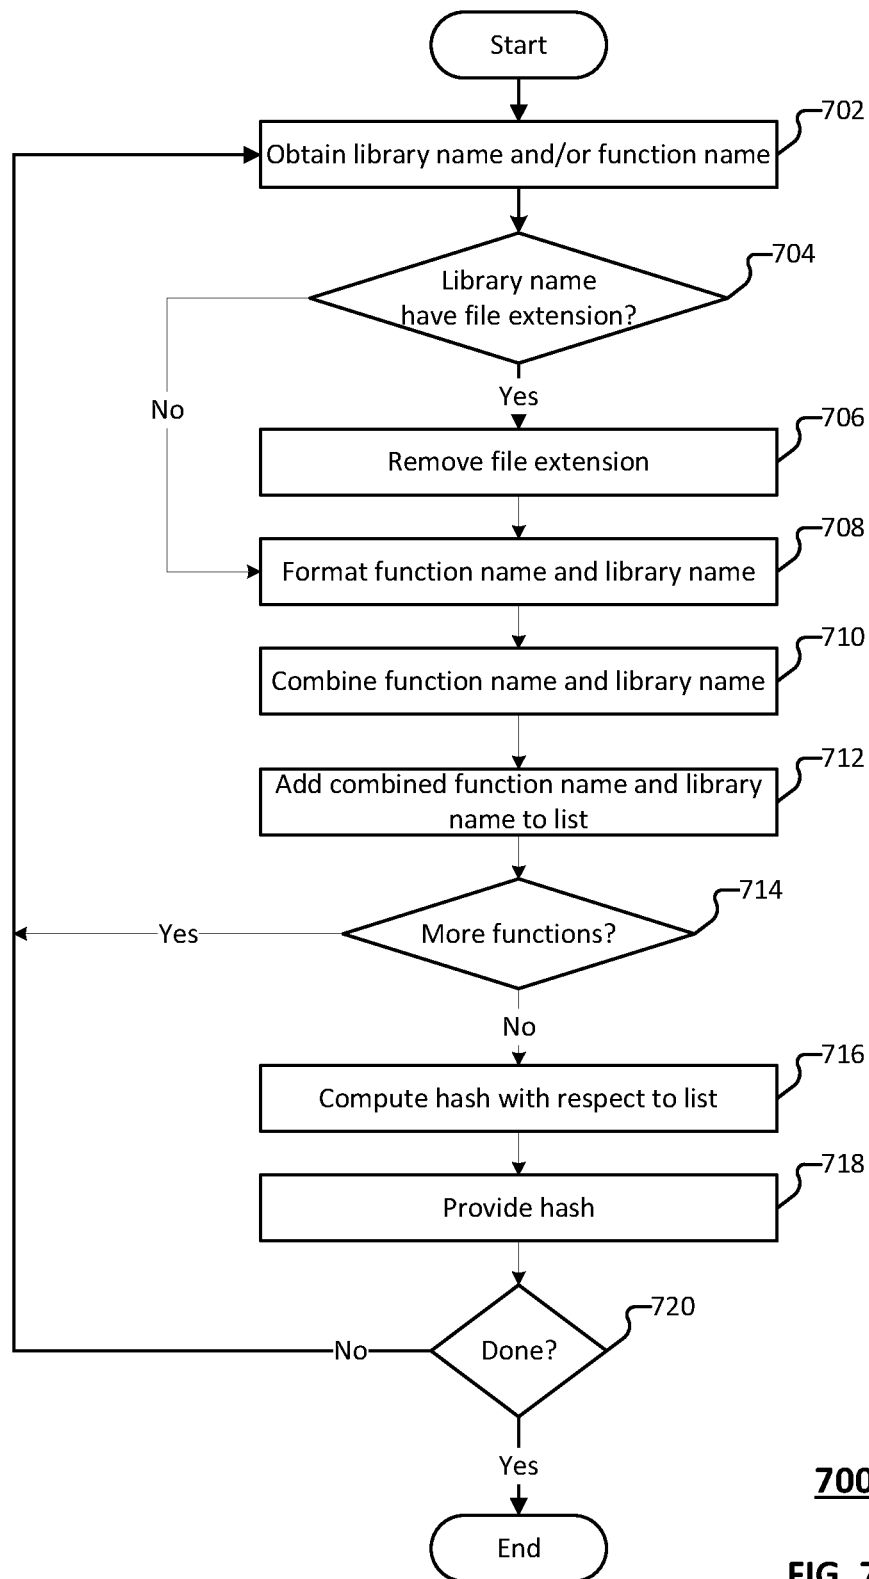 Start
702
Obtain library name and/or function name
704
Library name
have file extension?
Yes
No
706
Remove file extension
708
Format function name and library name
710
Combine function name and library name
712
Add combined function name and library
name to list
714
More functions?
Yes
No
716
Compute hash with respect to list
718
Provide hash
720
Done?
No
Yes
700
End
FIG. 7